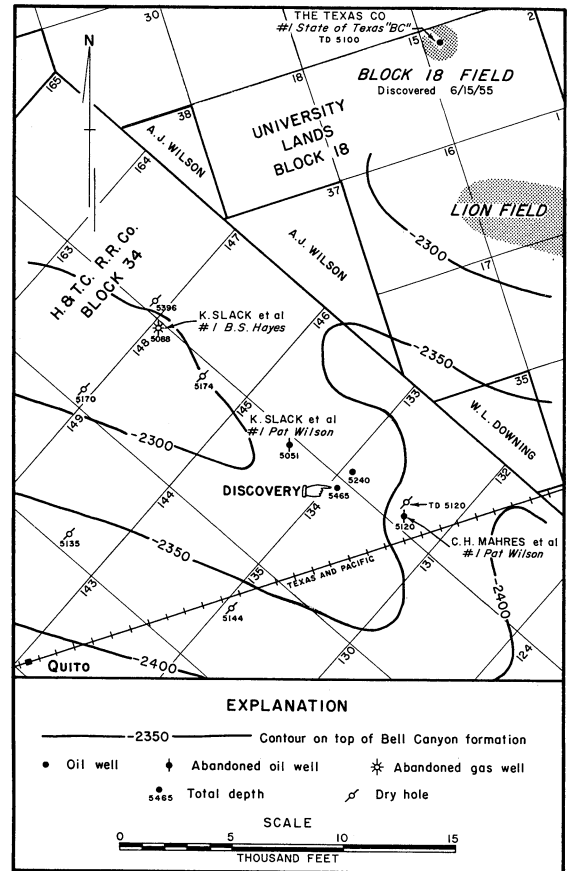 30
THE TEXAS CO
#1 State of Texas "BC"
TD 5100
2
15
165
18
BLOCK 18 FIELD
Discovered 6/15/55
N
38
UNIVERSITY
LANDS
BLOCK 18
1
A.J. WILSON
16
164
37
LION FIELD
-2300
163
147
A.J. WILSON
17
H.&T.C. R.R. Co.
BLOCK 34
5396
K. SLACK et al
#1 B.S. Hayes
146
148
5088
-2350
35
5174
133
5170
145
K. SLACK et al
#1 Pat Wilson
W.L. DOWNING
149
-2300
5051
132
5240
DISCOVERY
5465
144
134
TD 5120
5120
C.H. MAHRES et al
#1 Pat Wilson
5135
-2350
131
143
135
TEXAS AND PACIFIC
-2400
5144
130
124
QUITO
-2400
EXPLANATION
-2350 Contour on top of Bell Canyon formation
Oil well Abandoned oil well Abandoned gas well
5465 Total depth Dry hole
SCALE
0 5 10 15
THOUSAND FEET